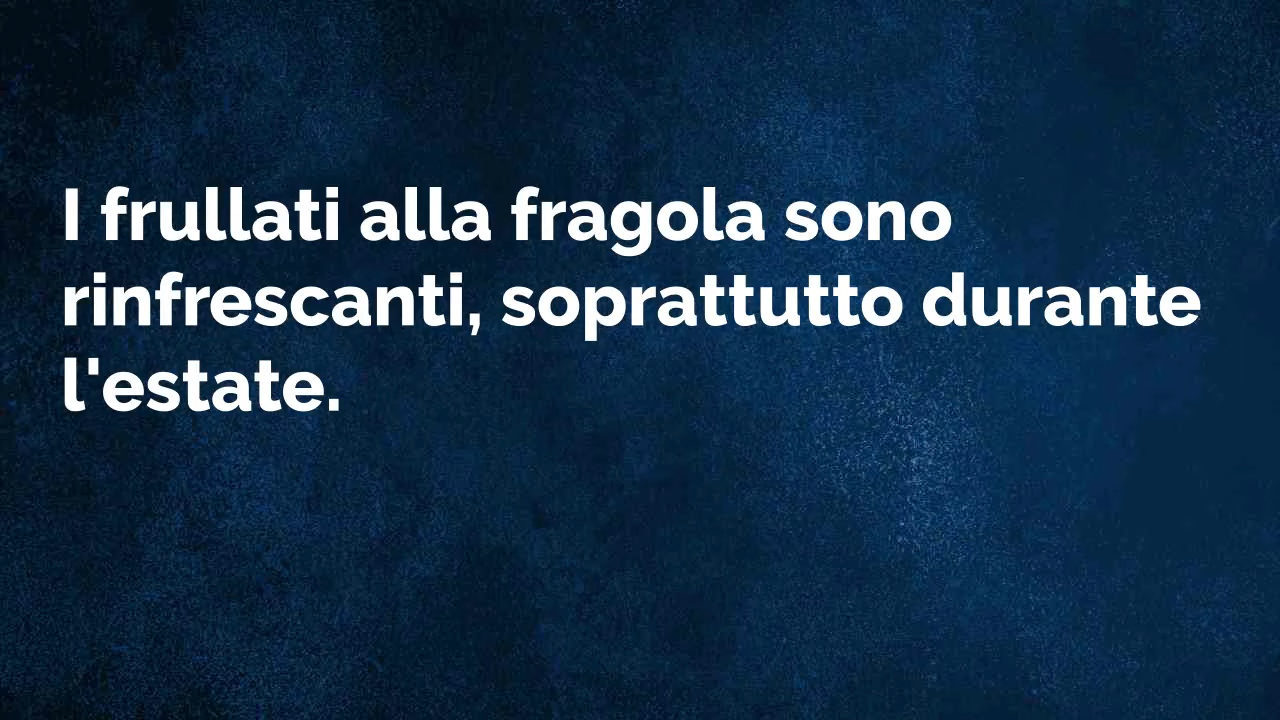 I frullati alla fragola sono
rinfrescanti, soprattutto durante
l'estate.